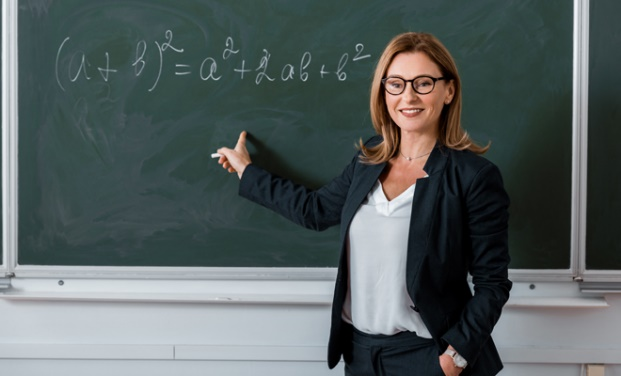 (a + b)² = a² + 2ab + b²